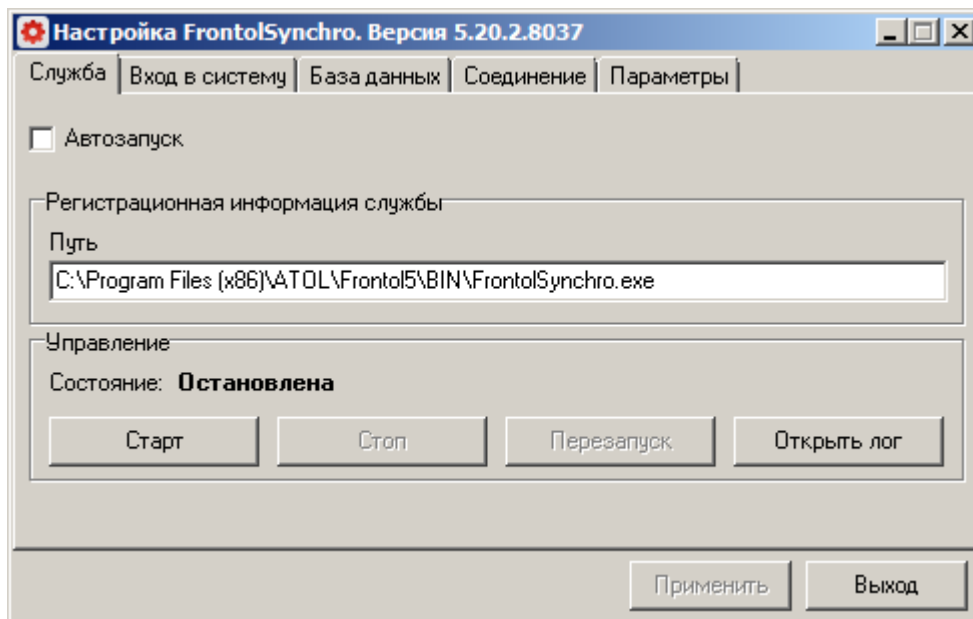 Настройка FrontolSynchro. Версия 5.20.2.8037
Служба Вход в систему База данных Соединение Параметры
Автозапуск
Регистрационная информация службы
Путь
C:\Program Files (x86)\ATOL\Frontol5\BIN\FrontolSynchro.exe
Управление
Состояние: Остановлена
Старт Стоп Перезапуск Открыть лог
Применить Выход